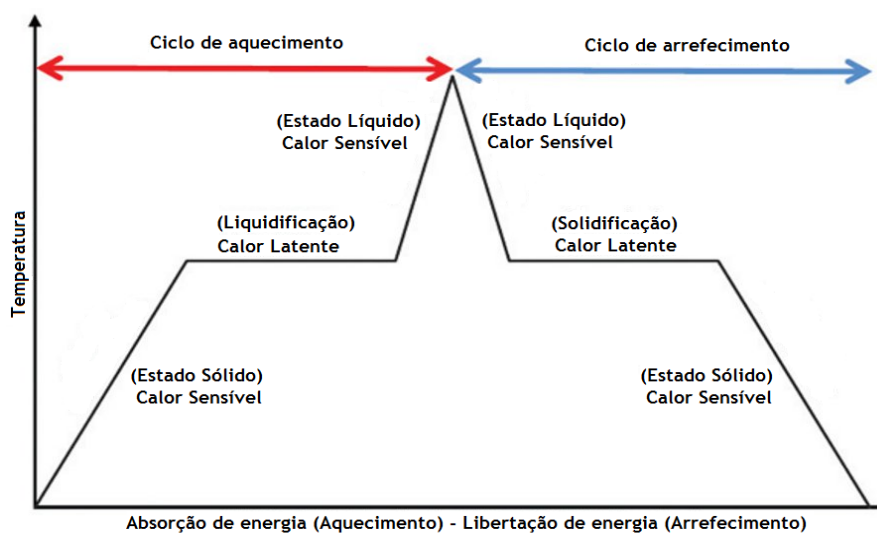 Ciclo de aquecimento
Ciclo de arrefecimento
(Estado Líquido)
Calor Sensível
(Estado Líquido)
Calor Sensível
(Liquidificação)
Calor Latente
(Solidificação)
Calor Latente
Temperatura
(Estado Sólido)
Calor Sensível
(Estado Sólido)
Calor Sensível
Absorção de energia (Aquecimento) - Libertação de energia (Arrefecimento)